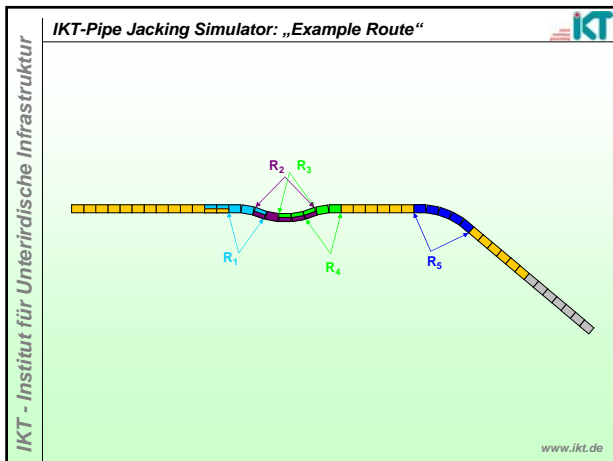 IKT-Pipe Jacking Simulator: „Example Route“
IKT
IKT - Institut für Unterirdische Infrastruktur
R₂ R₃
R₁ R₄ R₅
www.ikt.de